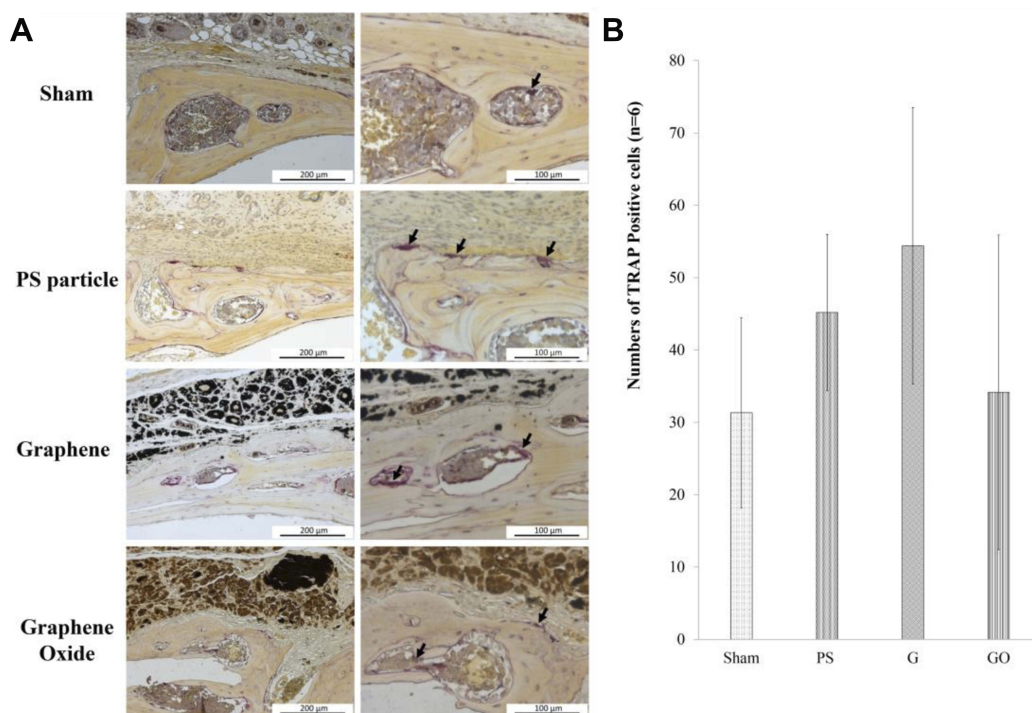 A
Sham
200 µm
100 µm
PS particle
200 µm
100 µm
Graphene
200 µm
100 µm
Graphene
Oxide
200 µm
100 µm
B
Numbers of TRAPP Positive cells (n=6)
80
70
60
50
40
30
20
10
0
Sham
PS
G
GO